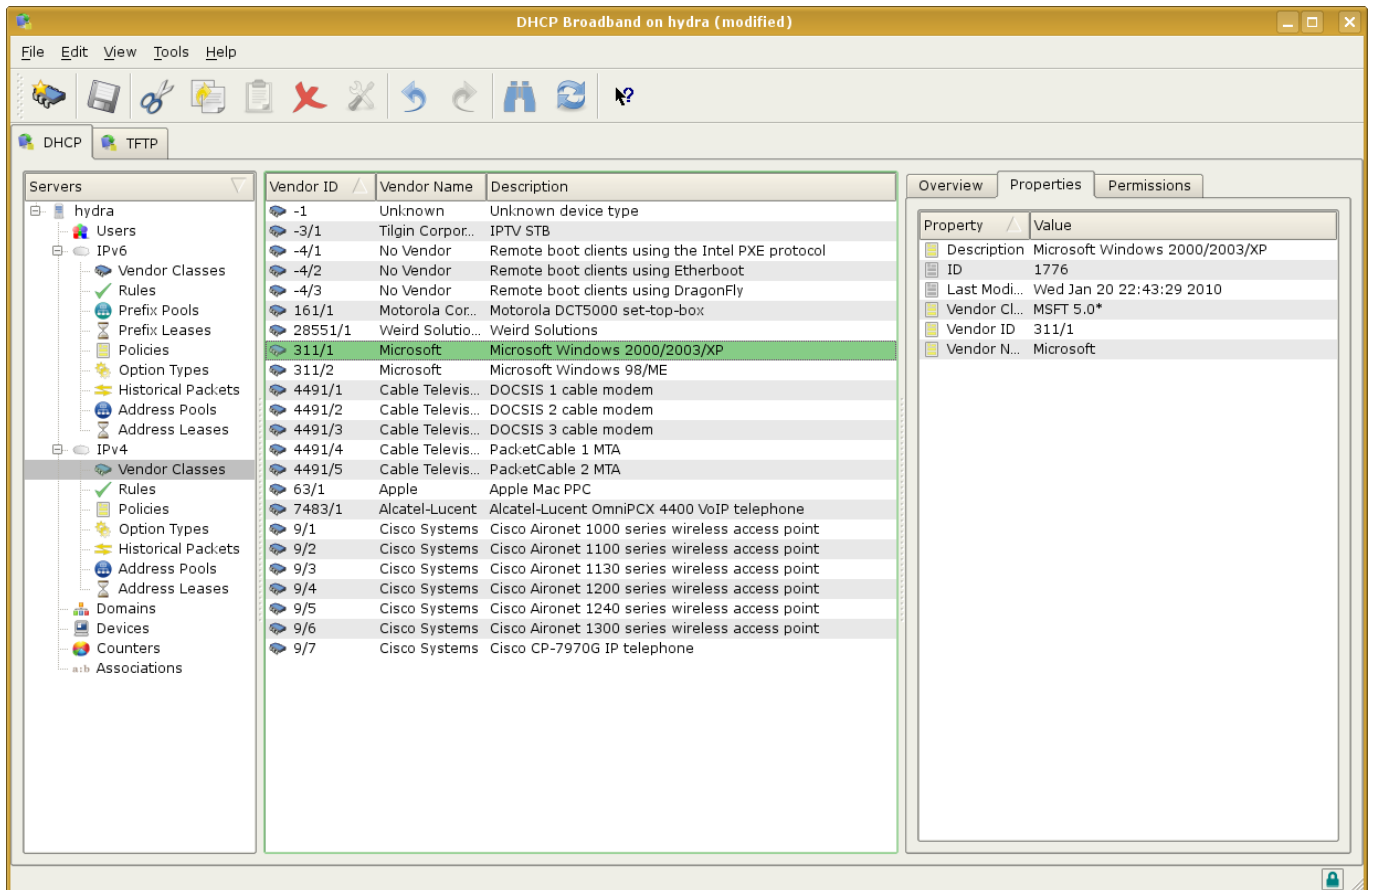 DHCP Broadband on hydra (modified)
File Edit View Tools Help
DHCP TFTP
Servers
hydra
Users
IPv6
Vendor Classes
Rules
Prefix Pools
Prefix Leases
Policies
Option Types
Historical Packets
Address Pools
Address Leases
IPv4
Vendor Classes
Rules
Policies
Option Types
Historical Packets
Address Pools
Address Leases
Domains
Devices
Counters
a:b Associations
Vendor ID Vendor Name Description
-1 Unknown Unknown device type
-3/1 Tilgin Corpor... IPTV STB
-4/1 No Vendor Remote boot clients using the Intel PXE protocol
-4/2 No Vendor Remote boot clients using Etherboot
-4/3 No Vendor Remote boot clients using DragonFly
161/1 Motorola Cor... Motorola DCT5000 set-top-box
28551/1 Weird Solutio... Weird Solutions
311/1 Microsoft Microsoft Windows 2000/2003/XP
311/2 Microsoft Microsoft Windows 98/ME
4491/1 Cable Televis... DOCSIS 1 cable modem
4491/2 Cable Televis... DOCSIS 2 cable modem
4491/3 Cable Televis... DOCSIS 3 cable modem
4491/4 Cable Televis... PacketCable 1 MTA
4491/5 Cable Televis... PacketCable 2 MTA
63/1 Apple Apple Mac PPC
7483/1 Alcatel-Lucent Alcatel-Lucent OmniPCX 4400 VoIP telephone
9/1 Cisco Systems Cisco Aironet 1000 series wireless access point
9/2 Cisco Systems Cisco Aironet 1100 series wireless access point
9/3 Cisco Systems Cisco Aironet 1130 series wireless access point
9/4 Cisco Systems Cisco Aironet 1200 series wireless access point
9/5 Cisco Systems Cisco Aironet 1240 series wireless access point
9/6 Cisco Systems Cisco Aironet 1300 series wireless access point
9/7 Cisco Systems Cisco CP-7970G IP telephone
Overview Properties Permissions
Property Value
Description Microsoft Windows 2000/2003/XP
ID 1776
Last Modi... Wed Jan 20 22:43:29 2010
Vendor Cl... MSFT 5.0*
Vendor ID 311/1
Vendor N... Microsoft